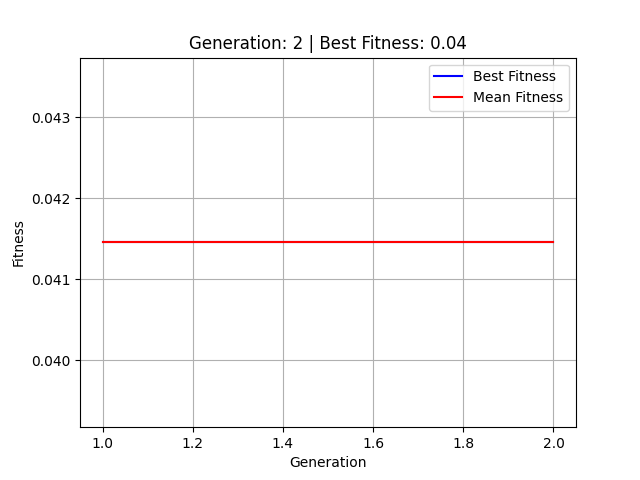 Generation: 2 | Best Fitness: 0.04
Best Fitness
Mean Fitness
0.043
0.042
0.041
0.040
Fitness
1.0 1.2 1.4 1.6 1.8 2.0
Generation